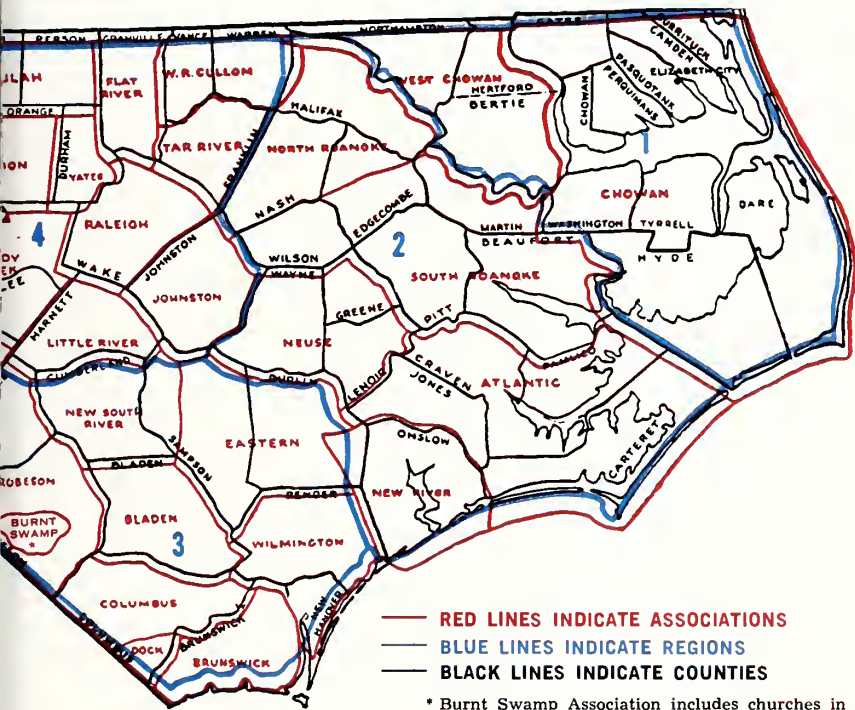 PERSON GRANVILLE VANCE WARREN NORTHAMPTON GATES
CURRITUCK
CAMDEN
PASQUOTANK
ELIZABETH CITY
PERQUIMANS
CHOWAN
FLAT
RIVER
W.R. CULLOM
WEST CHOWAN
HERTFORD
BERTIE
ORANGE
HALIFAX
DURHAM
TAR RIVER
FRANKLIN
NORTH ROANOKE
1
ION
YATES
NASH
EDGECOMBE
CHOWAN
DARE
RALEIGH
MARTIN
WASHINGTON
TYRRELL
4
2
BEAUFORT
HYDE
WAKE
JOHNSTON
WILSON
WAYNE
SOUTH ROANOKE
DY
EK
LEE
JOHNSTON
HARNETT
GREENE
PITT
LITTLE RIVER
NEUSE
PAMLICO
CUMBERLAND
DUPLIN
LENOIR
CRAVEN
JONES
ATLANTIC
NEW SOUTH
RIVER
EASTERN
ONSLOW
CARTERET
SAMPSON
BLADEN
ROBESON
PENDER
NEW RIVER
BURNT
SWAMP
*
BLADEN
3
WILMINGTON
COLUMBUS
NEW
HANOVER
COLUMBUS
DOCK
BRUNSWICK
BRUNSWICK
RED LINES INDICATE ASSOCIATIONS
BLUE LINES INDICATE REGIONS
BLACK LINES INDICATE COUNTIES
* Burnt Swamp Association includes churches in